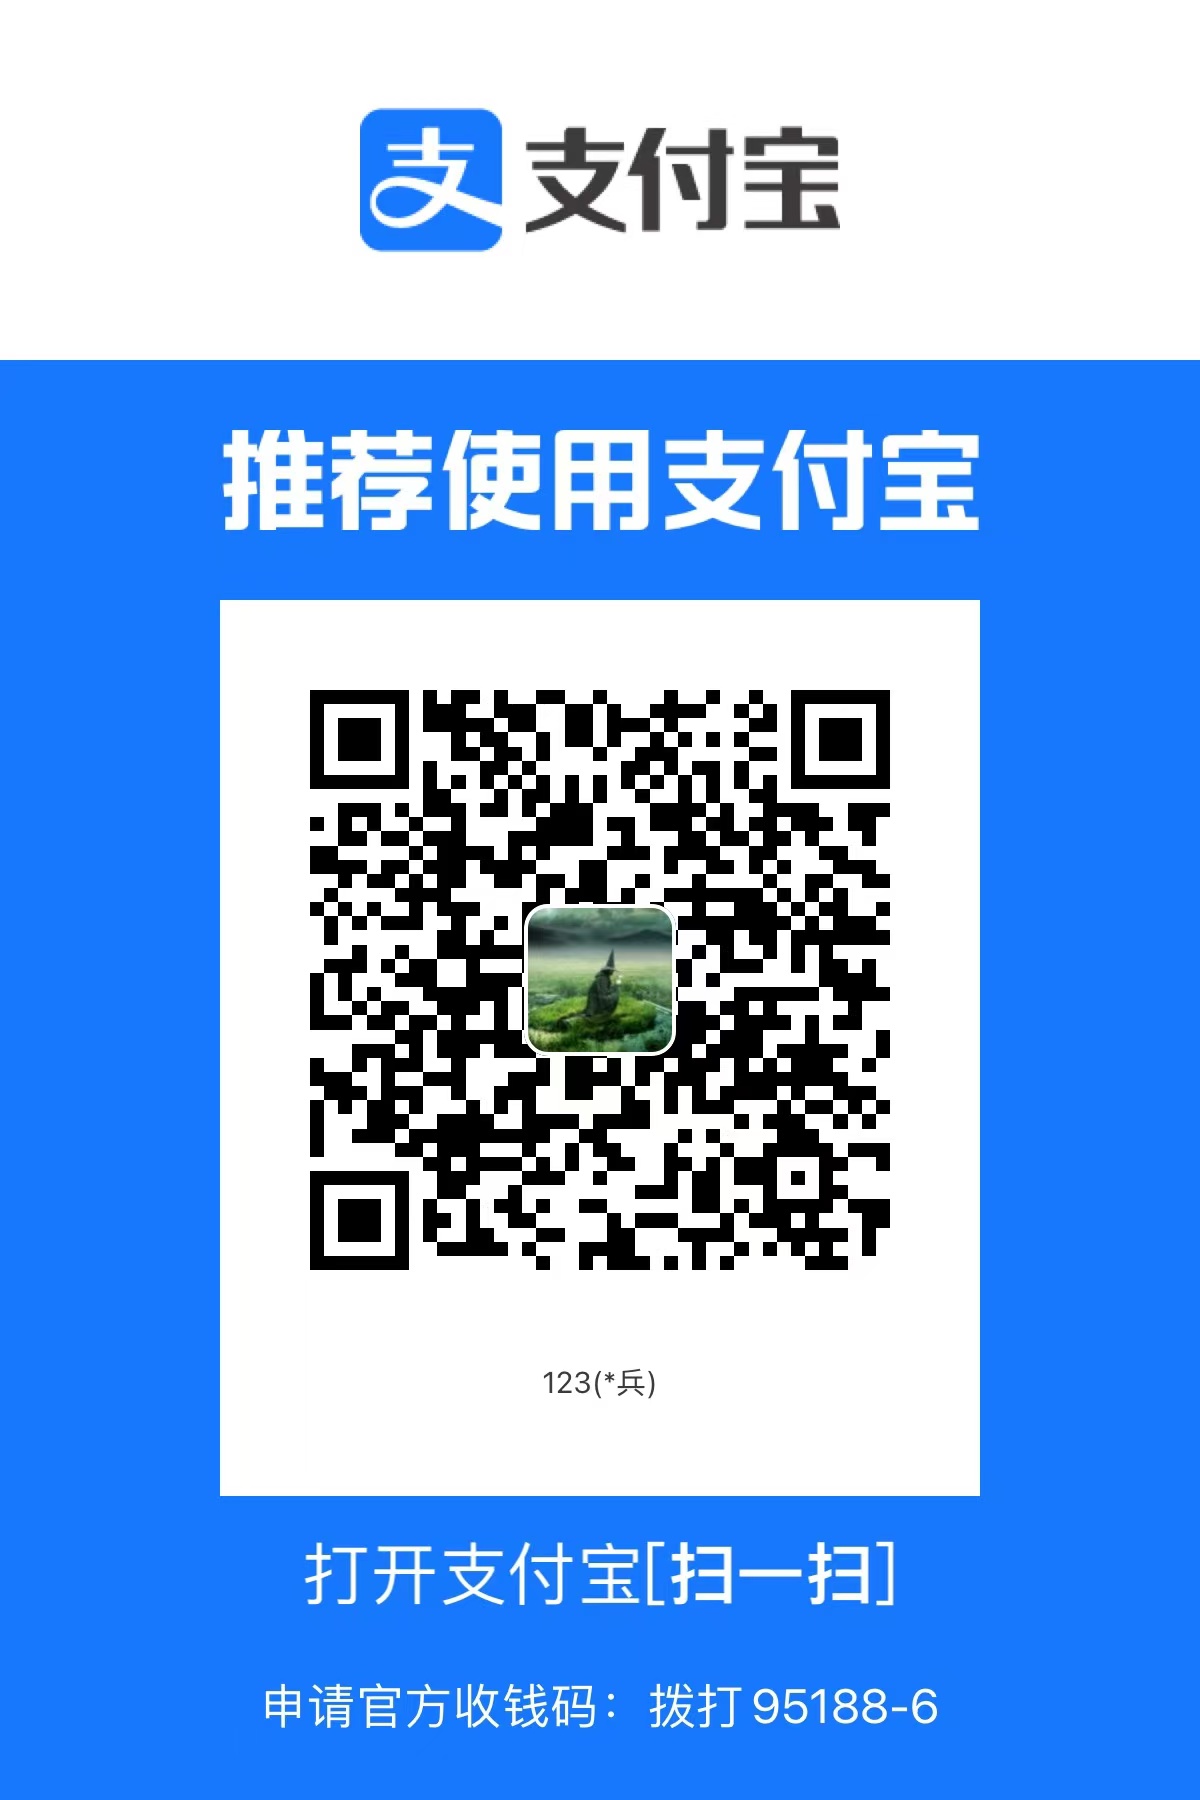 支 支付宝
推荐使用支付宝
123(*兵)
打开支付宝[扫一扫]
申请官方收钱码：拨打 95188-6